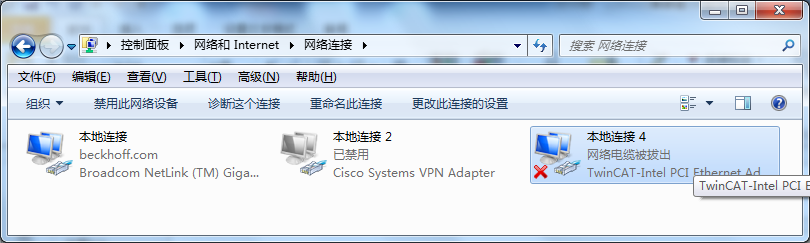 控制面板 ▸ 网络和 Internet ▸ 网络连接 ▸
搜索 网络连接
文件(F) 编辑(E) 查看(V) 工具(T) 高级(N) 帮助(H)
组织 禁用此网络设备 诊断这个连接 重命名此连接 更改此连接的设置
本地连接
beckhoff.com
Broadcom NetLink (TM) Giga...
本地连接 2
已禁用
Cisco Systems VPN Adapter
本地连接 4
网络电缆被拔出
TwinCAT-Intel PCI Ethernet Ad
TwinCAT-Intel PCI E